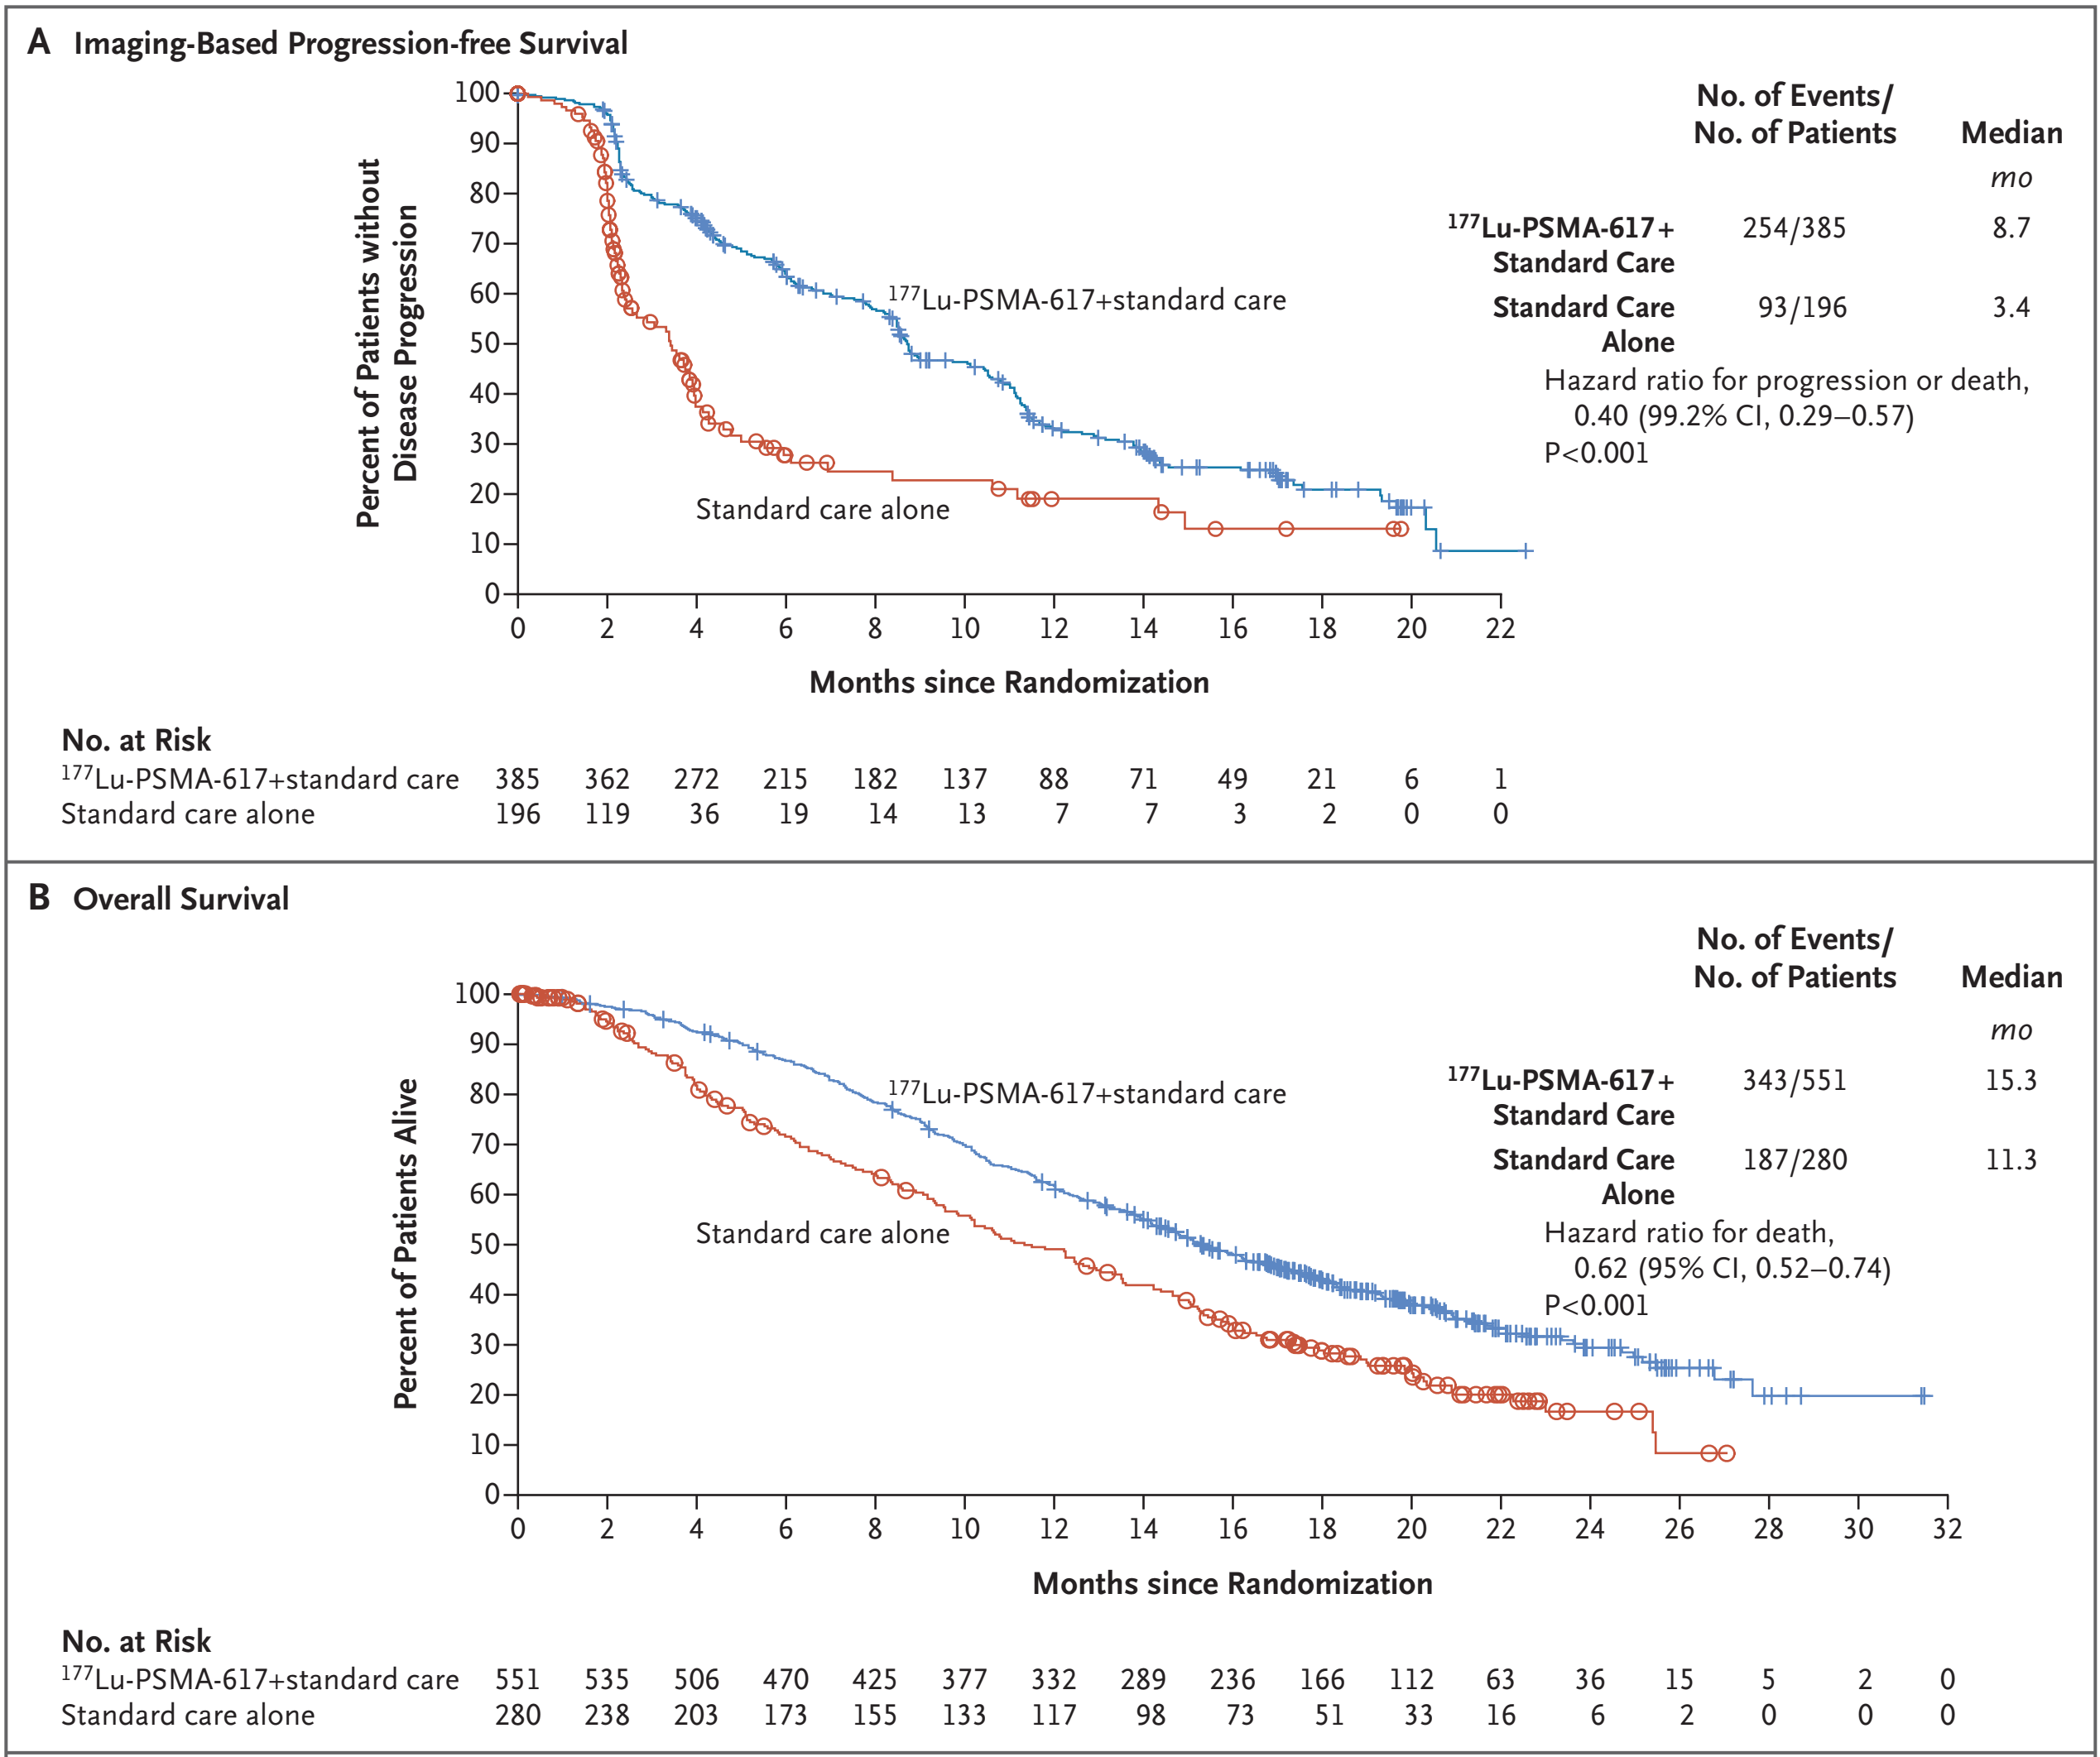 A Imaging-Based Progression-free Survival
Percent of Patients without
Disease Progression
100
90
80
70
60
50
40
30
20
10
0
0 2 4 6 8 10 12 14 16 18 20 22
Months since Randomization
¹⁷⁷Lu-PSMA-617+standard care
Standard care alone
No. of Events/
No. of Patients Median
mo
¹⁷⁷Lu-PSMA-617+ 254/385 8.7
Standard Care
Standard Care 93/196 3.4
Alone
Hazard ratio for progression or death,
0.40 (99.2% CI, 0.29–0.57)
P<0.001
No. at Risk
¹⁷⁷Lu-PSMA-617+standard care 385 362 272 215 182 137 88 71 49 21 6 1
Standard care alone 196 119 36 19 14 13 7 7 3 2 0 0
B Overall Survival
Percent of Patients Alive
100
90
80
70
60
50
40
30
20
10
0
0 2 4 6 8 10 12 14 16 18 20 22 24 26 28 30 32
Months since Randomization
¹⁷⁷Lu-PSMA-617+standard care
Standard care alone
No. of Events/
No. of Patients Median
mo
¹⁷⁷Lu-PSMA-617+ 343/551 15.3
Standard Care
Standard Care 187/280 11.3
Alone
Hazard ratio for death,
0.62 (95% CI, 0.52–0.74)
P<0.001
No. at Risk
¹⁷⁷Lu-PSMA-617+standard care 551 535 506 470 425 377 332 289 236 166 112 63 36 15 5 2 0
Standard care alone 280 238 203 173 155 133 117 98 73 51 33 16 6 2 0 0 0